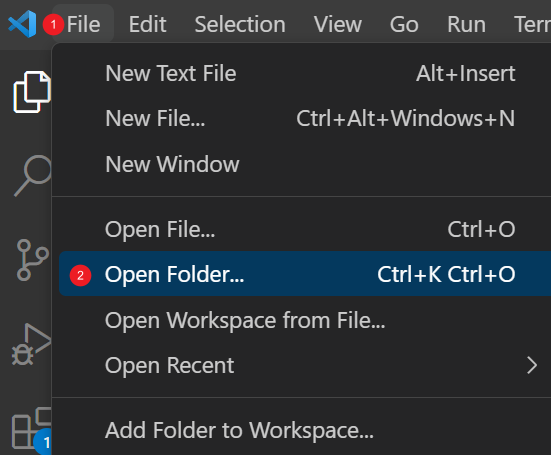 1 File Edit Selection View Go Run Terr
New Text File Alt+Insert
New File... Ctrl+Alt+Windows+N
New Window
Open File... Ctrl+O
2 Open Folder... Ctrl+K Ctrl+O
Open Workspace from File...
Open Recent
Add Folder to Workspace...
1